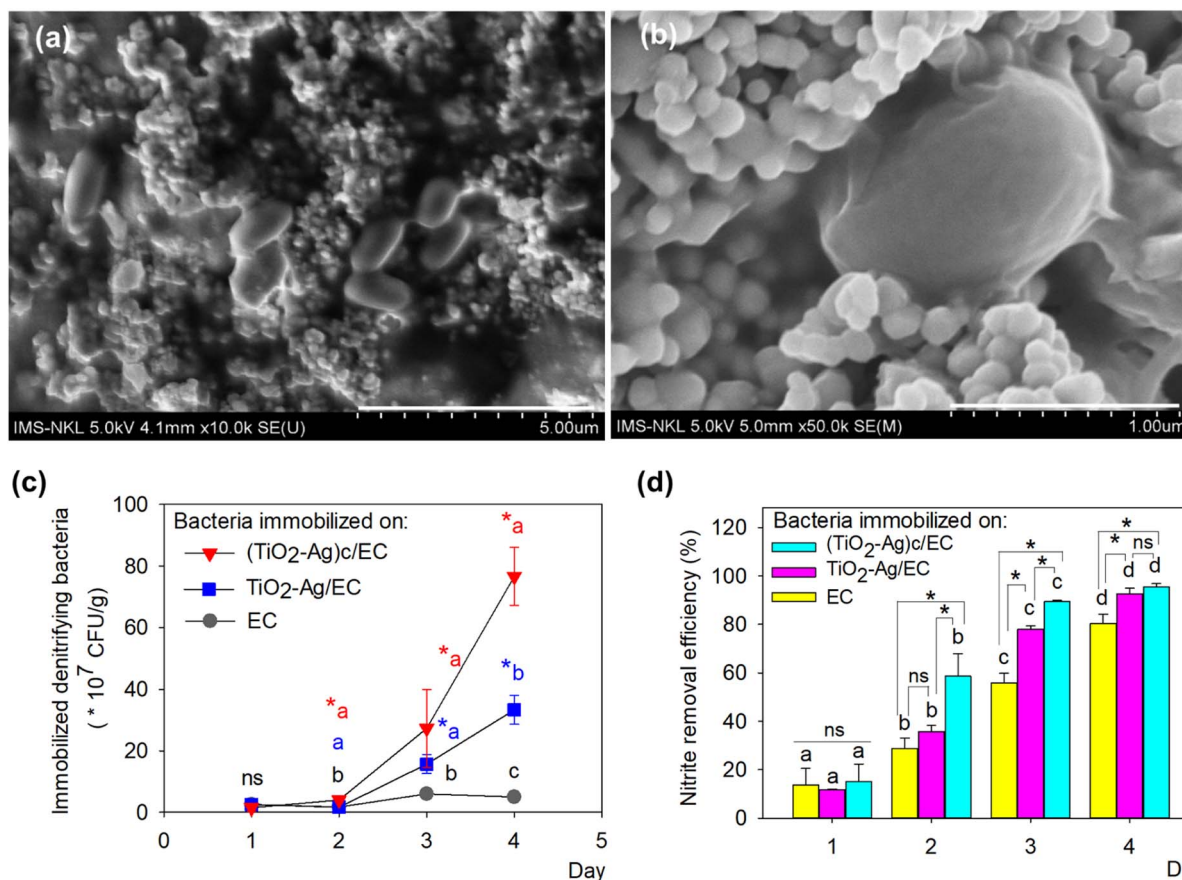 (a)
IMS-NKL 5.0kV 4.1mm x10.0k SE(U)
5.00um
(b)
IMS-NKL 5.0kV 5.0mm x50.0k SE(M)
1.00um
(c)
Immobilized denitrifying bacteria
( * 10⁷ CFU/g)
100
80
60
40
20
0
Bacteria immobilized on:
(TiO₂-Ag)c/EC
TiO₂-Ag/EC
EC
ns
*a
a
b
*a
*a
b
*a
*b
c
0 1 2 3 4 5
Day
(d)
Nitrite removal efficiency (%)
120
100
80
60
40
20
0
Bacteria immobilized on:
(TiO₂-Ag)c/EC
TiO₂-Ag/EC
EC
ns
a a a
*
ns *
b b b
*
* *
c c c
*
* ns
d d d
1 2 3 4
D